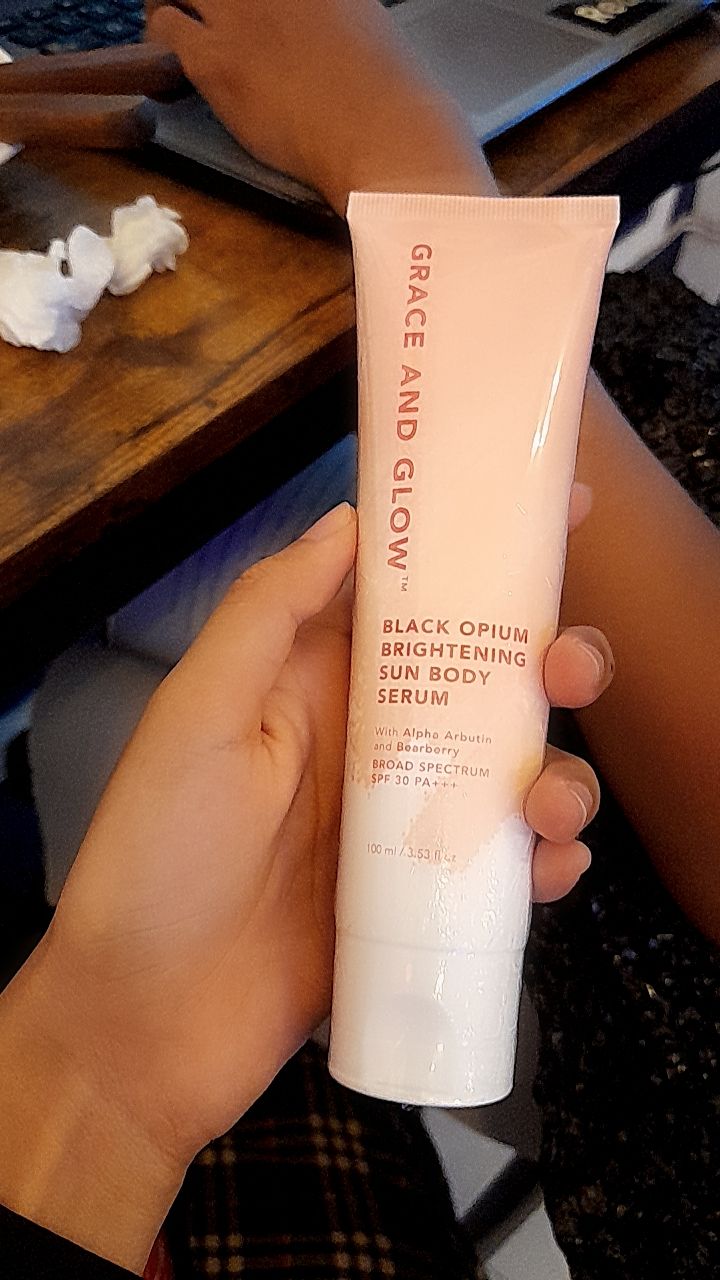 GRACE AND GLOW™
BLACK OPIUM
BRIGHTENING
SUN BODY
SERUM
With Alpha Arbutin
and Bearberry
BROAD SPECTRUM
SPF 30 PA+++
100 ml / 3.53 fl oz